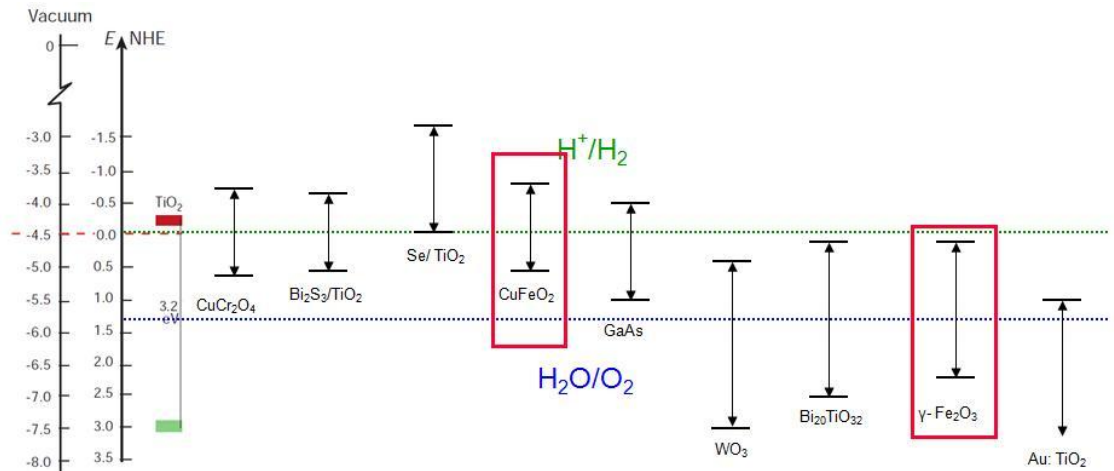 Vacuum
E NHE
0
-3.0
-3.5
-4.0
-4.5
-5.0
-5.5
-6.0
-6.5
-7.0
-7.5
-8.0
-1.5
-1.0
-0.5
0.0
0.5
1.0
1.5
2.0
2.5
3.0
3.5
TiO₂
3.2
eV
H⁺/H₂
H₂O/O₂
CuCr₂O₄
Bi₂S₃/TiO₂
Se/ TiO₂
CuFeO₂
GaAs
WO₃
Bi₂₀TiO₃₂
γ- Fe₂O₃
Au: TiO₂